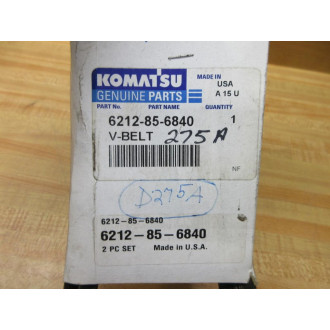 KOMATSU
GENUINE PARTS
MADE IN
USA
A 15 U
PART No.
PART NAME
QUANTITY
6212-85-6840
1
V-BELT
275A
NF
D275A
6212-85-6840
6212-85-6840
2 PC SET
Made in U.S.A.